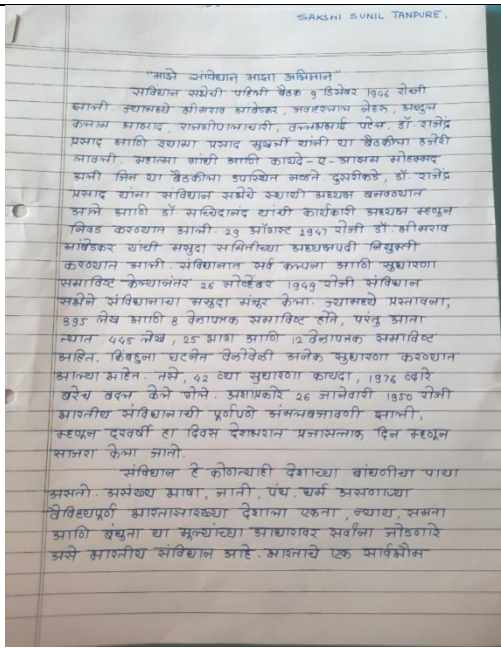 SAKSHI SUNIL TANPURE.
"माझे संविधान माझा अभिमान"
संविधान सभेची पहिली बैठक 9 डिसेंबर 1946 रोजी
झाली. ज्यामध्ये भीमराव आंबेडकर, जवाहरलाल नेहरू, अब्दुल
कलाम आझाद, राजगोपालाचारी, वल्लभभाई पटेल, डॉ. राजेंद्र
प्रसाद आणि श्यामा प्रसाद मुखर्जी यांनी या बैठकीला हजेरी
लावली. महात्मा गांधी आणि कायदे-ए-आझम मोहम्मद
अली जिना या बैठकीला उपस्थित नव्हते दुसरीकडे, डॉ. राजेंद्र
प्रसाद यांना संविधान सभेचे स्थायी अध्यक्ष बनवण्यात
आले आणि डॉ सच्चिदानंद यांची कार्यकारी अध्यक्ष म्हणून
निवड करण्यात आली. 29 ऑगस्ट 1947 रोजी डॉ. भीमराव
आंबेडकर यांची मसुदा समितीच्या अध्यक्षपदी नियुक्ती
करण्यात आली. संविधानात सर्व कल्पना आणि सुधारणा
समाविष्ट केल्यानंतर 26 नोव्हेंबर 1949 रोजी संविधान
सभेने संविधानाचा मसुदा मंजूर केला. ज्यामध्ये प्रस्तावना,
395 लेख आणि 8 वेळापत्रक समाविष्ट होते, परंतु आता
त्यात 445 लेख, 25 भाग आणि 12 वेळापत्रक समाविष्ट
आहेत. किंबहुना घटनेत वेळोवेळी अनेक सुधारणा करण्यात
आल्या आहेत. तसे, 42 व्या सुधारणा कायदा, 1976 व्दारे
बरेच बदल केले गेले. अशाप्रकारे 26 जानेवारी 1950 रोजी
भारतीय संविधानाची पूर्णपणे अंमलबजावणी झाली,
म्हणून दरवर्षी हा दिवस देशभरात प्रजासत्ताक दिन म्हणून
साजरा केला जातो.
संविधान हे कोणत्याही देशाच्या बांधणीचा पाया
असतो. असंख्य भाषा, जाती, पंथ, धर्म असणाऱ्या
वैविध्यपूर्ण भारतासारख्या देशाला एकता, न्याय, समता
आणि बंधुता या मूल्यांच्या आधारावर सर्वांना जोडणारे
असे भारतीय संविधान आहे. भारताचे एक सार्वभौम